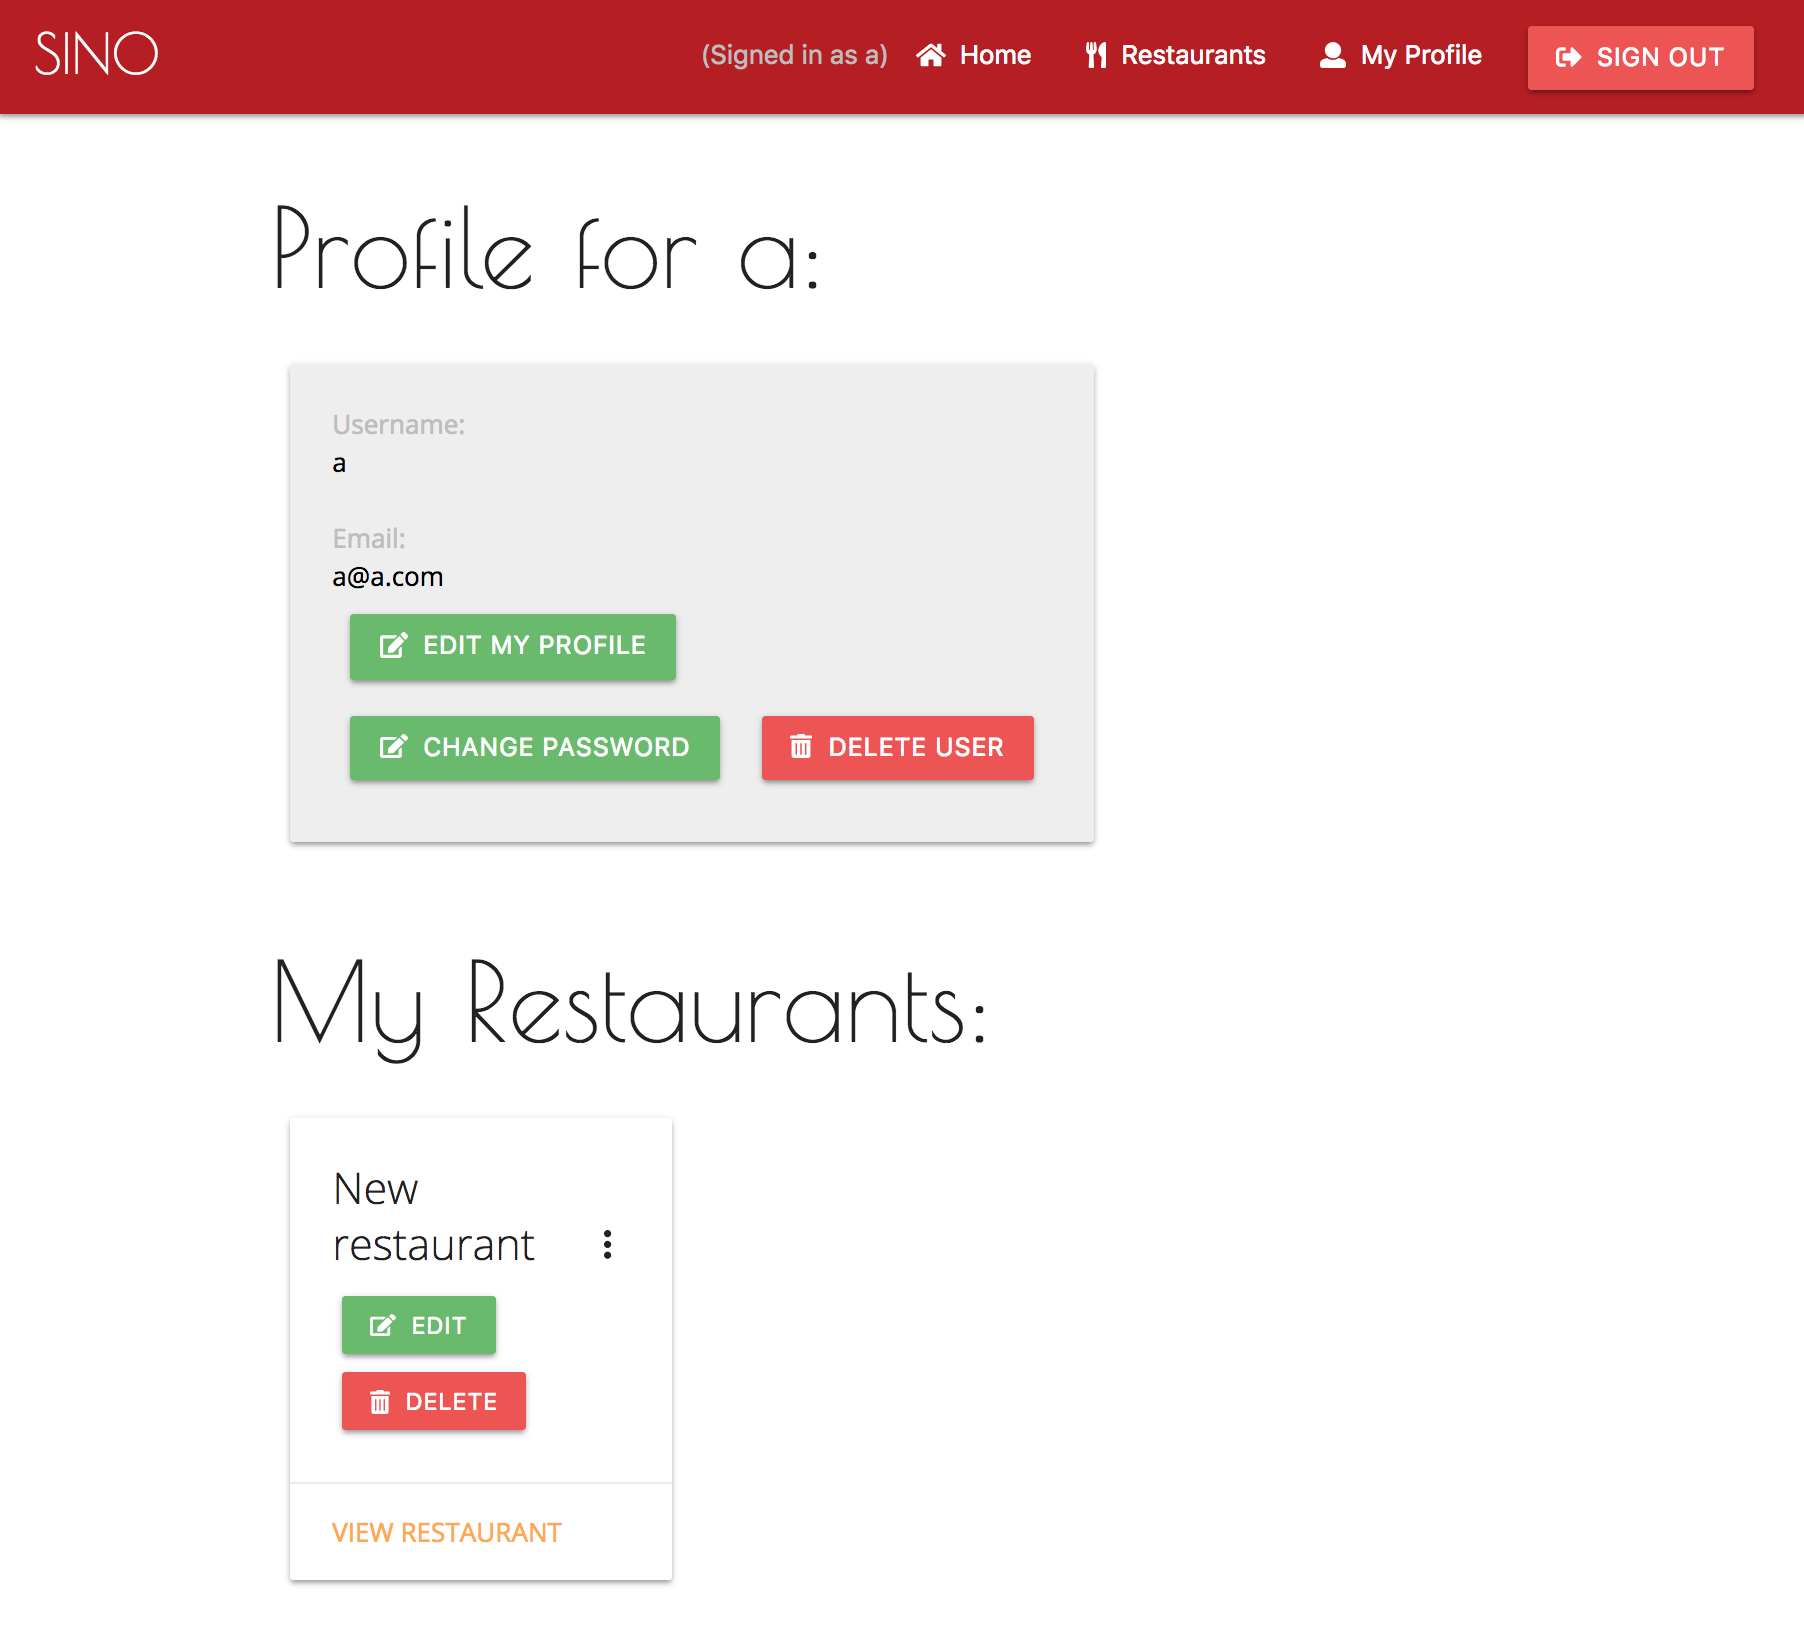 SINO
(Signed in as a) Home Restaurants My Profile SIGN OUT
Profile for a:
Username:
a
Email:
a@a.com
EDIT MY PROFILE
CHANGE PASSWORD DELETE USER
My Restaurants:
New
restaurant
EDIT
DELETE
VIEW RESTAURANT